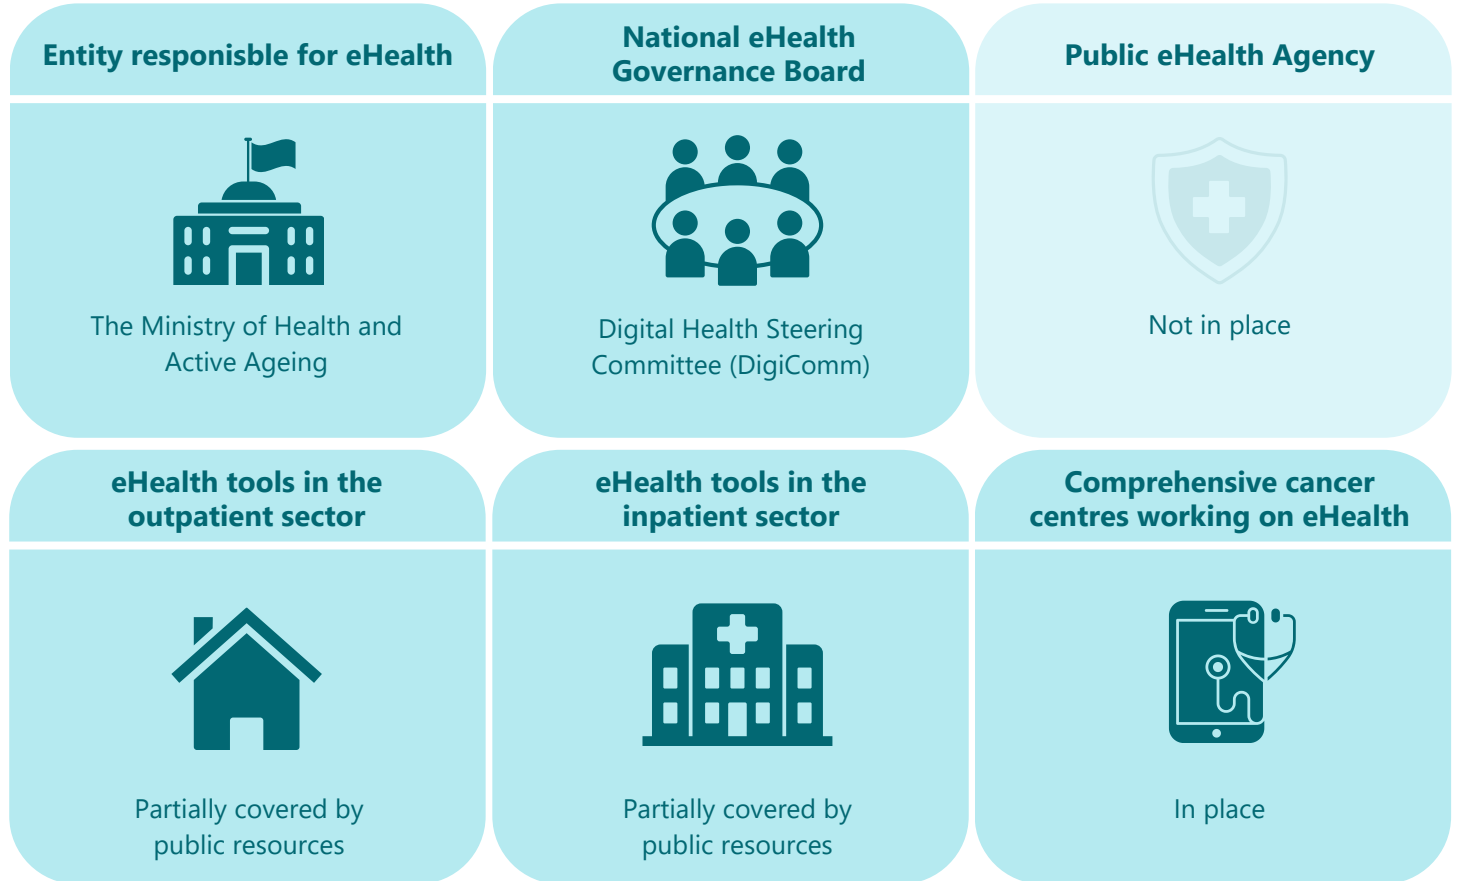 Entity responisble for eHealth
National eHealth
Governance Board
Public eHealth Agency
The Ministry of Health and
Active Ageing
Digital Health Steering
Committee (DigiComm)
Not in place
eHealth tools in the
outpatient sector
eHealth tools in the
inpatient sector
Comprehensive cancer
centres working on eHealth
Partially covered by
public resources
Partially covered by
public resources
In place